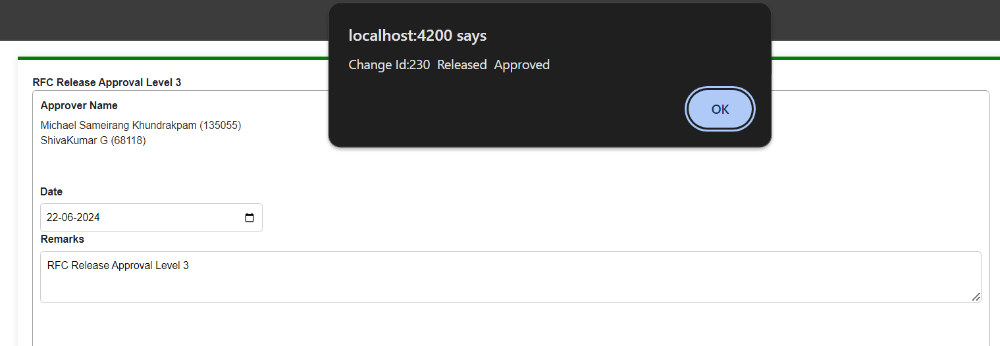 localhost:4200 says
Change Id:230 Released Approved
OK
RFC Release Approval Level 3
Approver Name
Michael Sameirang Khundrakpam (135055)
ShivaKumar G (68118)
Date
22-06-2024
Remarks
RFC Release Approval Level 3